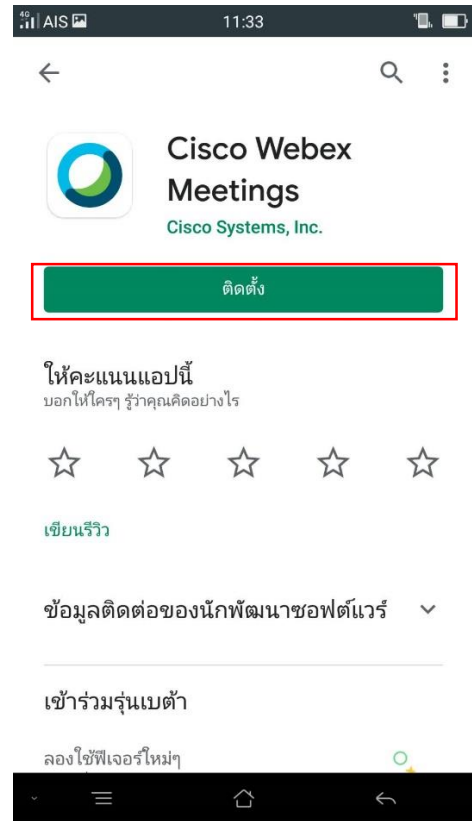 4G AIS 11:33
Cisco Webex
Meetings
Cisco Systems, Inc.
ติดตั้ง
ให้คะแนนแอปนี้
บอกให้ใครๆ รู้ว่าคุณคิดอย่างไร
เขียนรีวิว
ข้อมูลติดต่อของนักพัฒนาซอฟต์แวร์
เข้าร่วมรุ่นเบต้า
ลองใช้ฟีเจอร์ใหม่ๆ